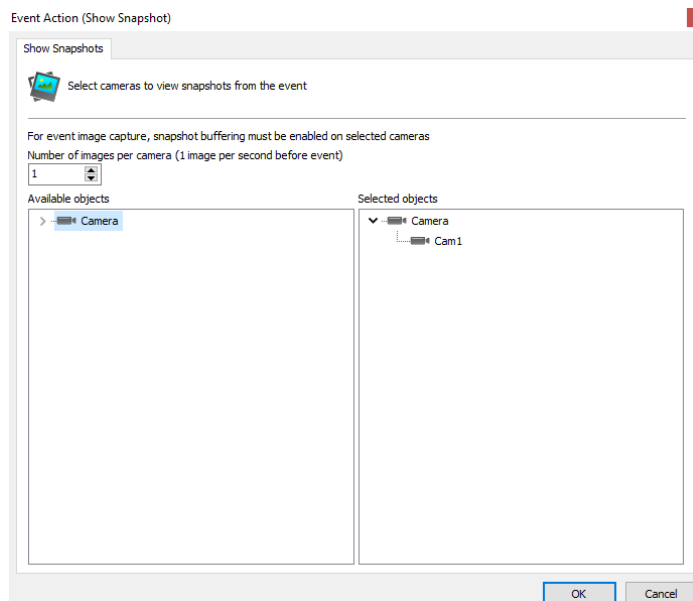 Event Action (Show Snapshot)
Show Snapshots
Select cameras to view snapshots from the event
For event image capture, snapshot buffering must be enabled on selected cameras
Number of images per camera (1 image per second before event)
1
Available objects
Selected objects
Camera
Camera
Cam1
OK
Cancel